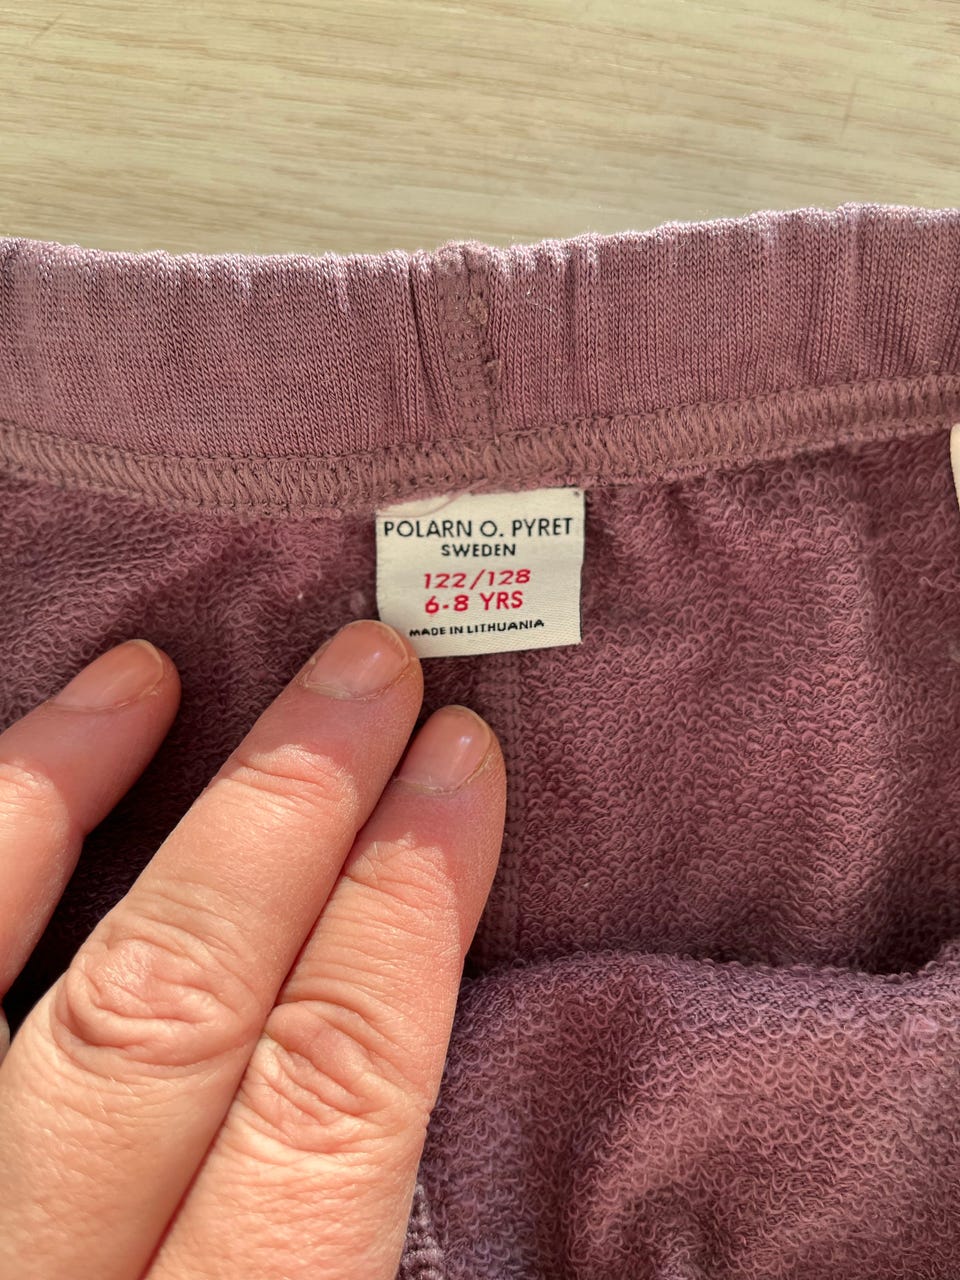 POLARN O. PYRET
SWEDEN
122/128
6-8 YRS
MADE IN LITHUANIA